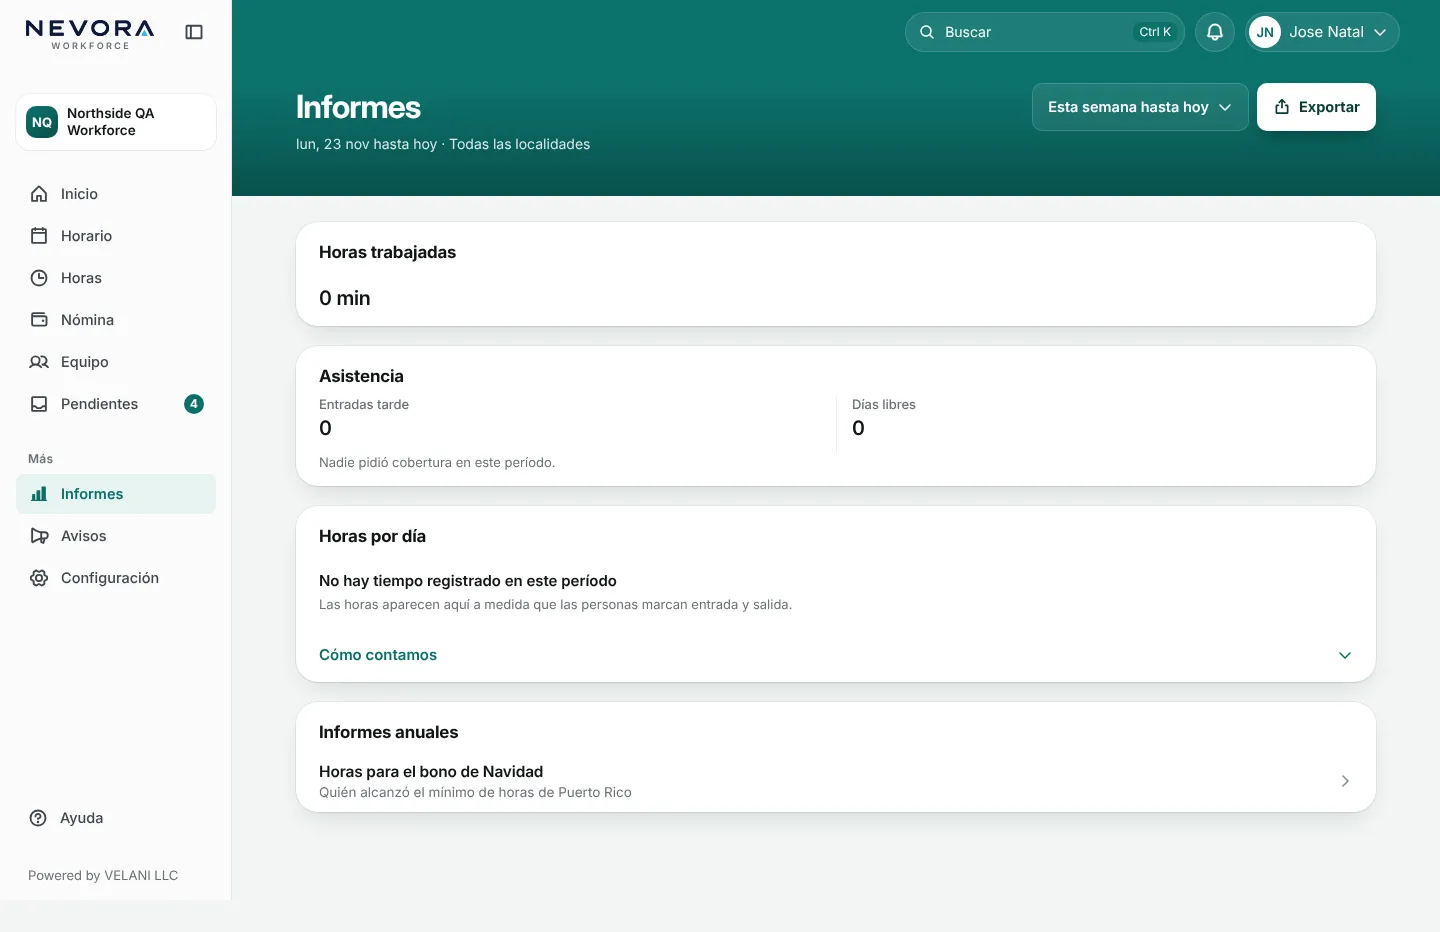 NEVORA
WORKFORCE
Buscar
Ctrl K
JN
Jose Natal
NQ
Northside QA
Workforce
Informes
lun, 23 nov hasta hoy · Todas las localidades
Esta semana hasta hoy
Exportar
Inicio
Horario
Horas
Nómina
Equipo
Pendientes
4
Más
Informes
Avisos
Configuración
Ayuda
Powered by VELANI LLC
Horas trabajadas
0 min
Asistencia
Entradas tarde
0
Días libres
0
Nadie pidió cobertura en este período.
Horas por día
No hay tiempo registrado en este período
Las horas aparecen aquí a medida que las personas marcan entrada y salida.
Cómo contamos
Informes anuales
Horas para el bono de Navidad
Quién alcanzó el mínimo de horas de Puerto Rico